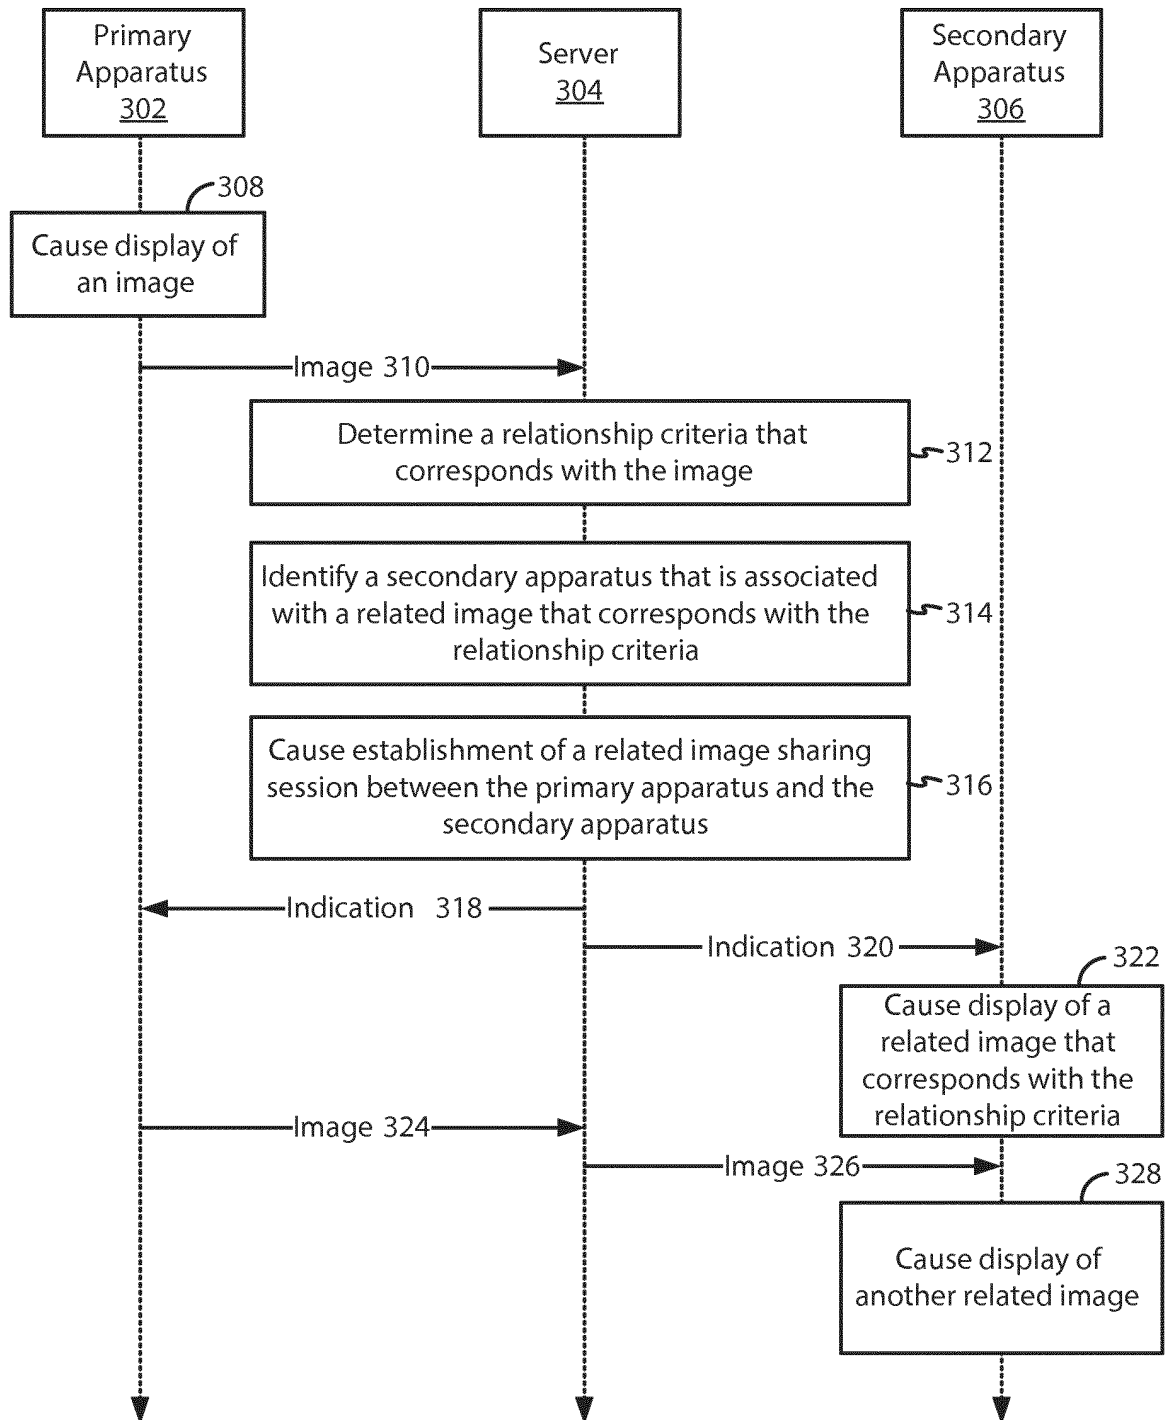 Primary
Apparatus
302
Server
304
Secondary
Apparatus
306
308
Cause display of
an image
Image 310
Determine a relationship criteria that
corresponds with the image
312
Identify a secondary apparatus that is associated
with a related image that corresponds with the
relationship criteria
314
Cause establishment of a related image sharing
session between the primary apparatus and the
secondary apparatus
316
Indication 318
Indication 320
322
Cause display of a
related image that
corresponds with the
relationship criteria
Image 324
Image 326
328
Cause display of
another related image